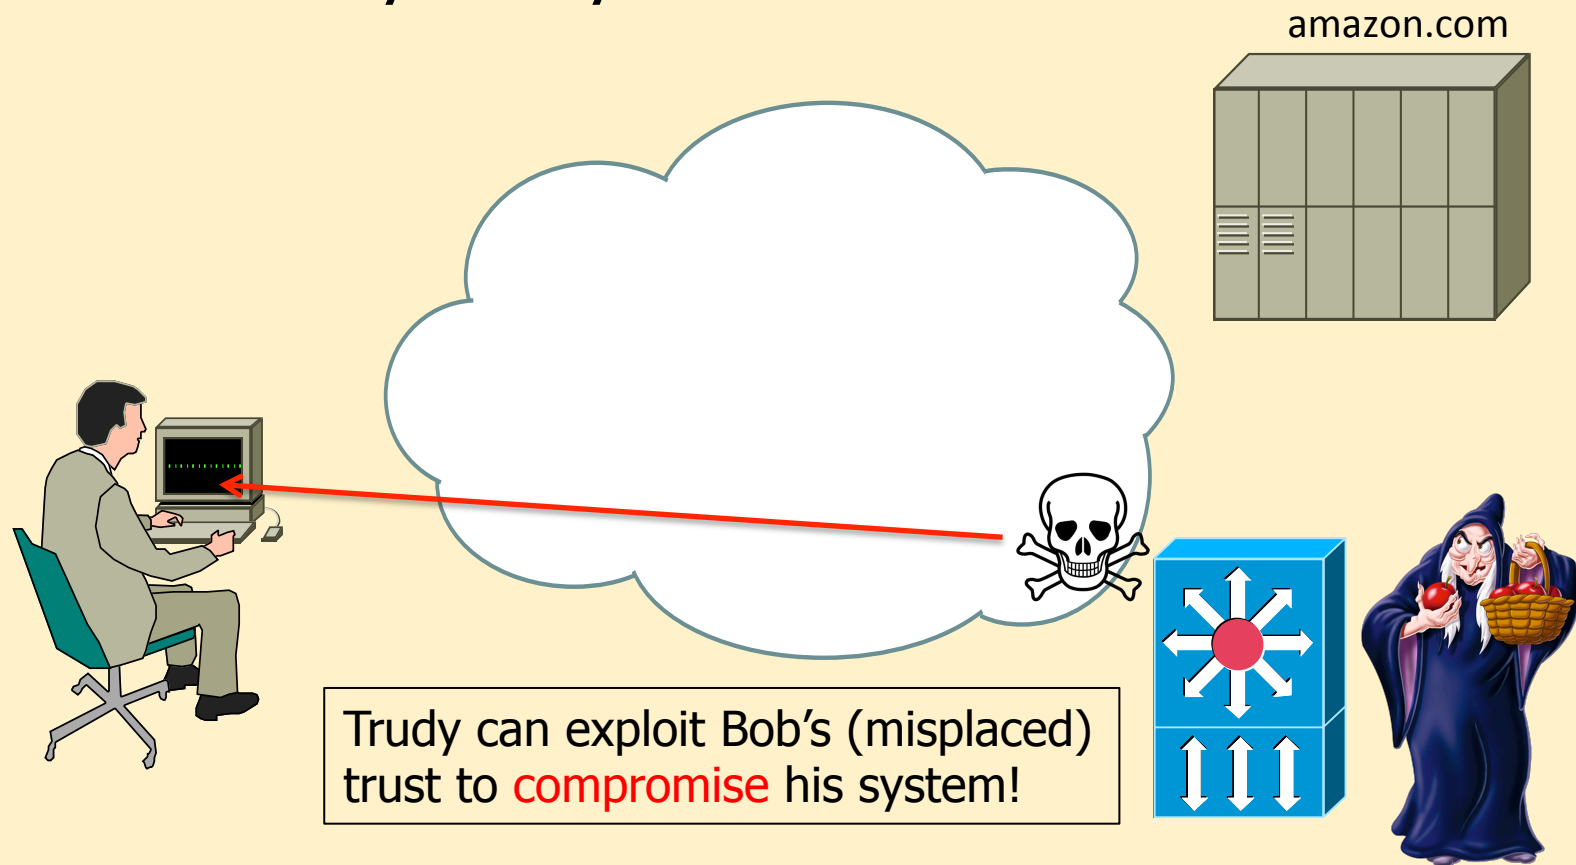 amazon.com
Trudy can exploit Bob’s (misplaced)
trust to compromise his system!